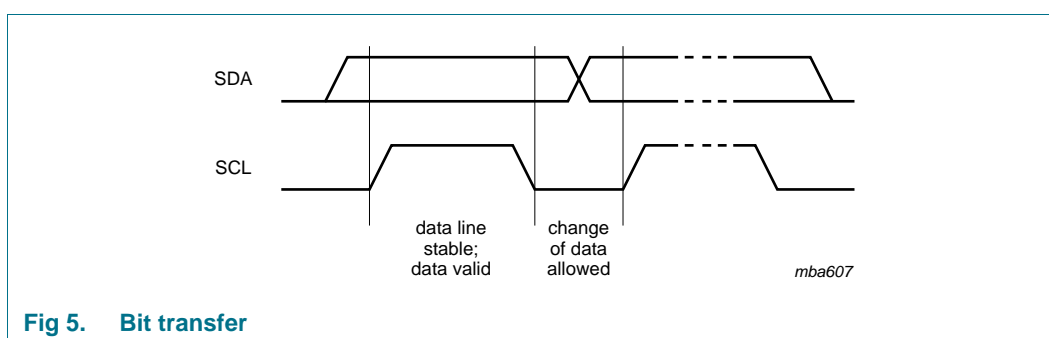 SDA
SCL
data line
stable;
data valid
change
of data
allowed
mba607
Fig 5. Bit transfer